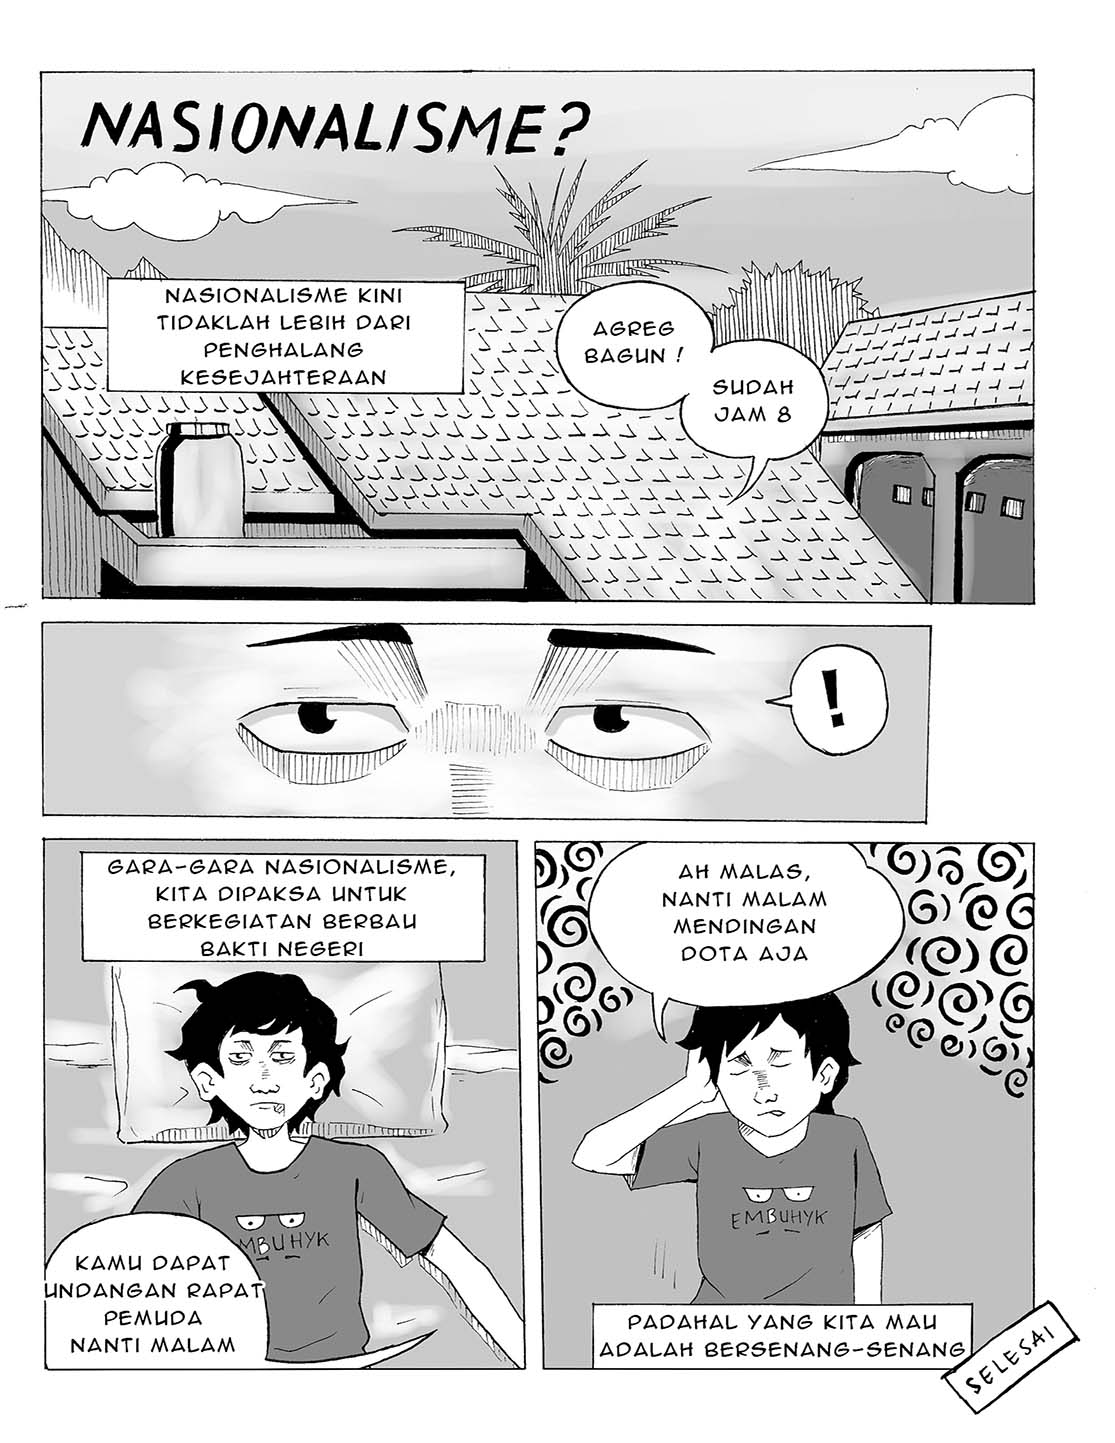 NASIONALISME?
NASIONALISME KINI
TIDAKLAH LEBIH DARI
PENGHALANG
KESEJAHTERAAN
AGREG
BAGUN !
SUDAH
JAM 8
!
GARA-GARA NASIONALISME,
KITA DIPAKSA UNTUK
BERKEGIATAN BERBAU
BAKTI NEGERI
MBUHYK
KAMU DAPAT
UNDANGAN RAPAT
PEMUDA
NANTI MALAM
AH MALAS,
NANTI MALAM
MENDINGAN
DOTA AJA
EMBUHYK
PADAHAL YANG KITA MAU
ADALAH BERSENANG-SENANG
SELESAI